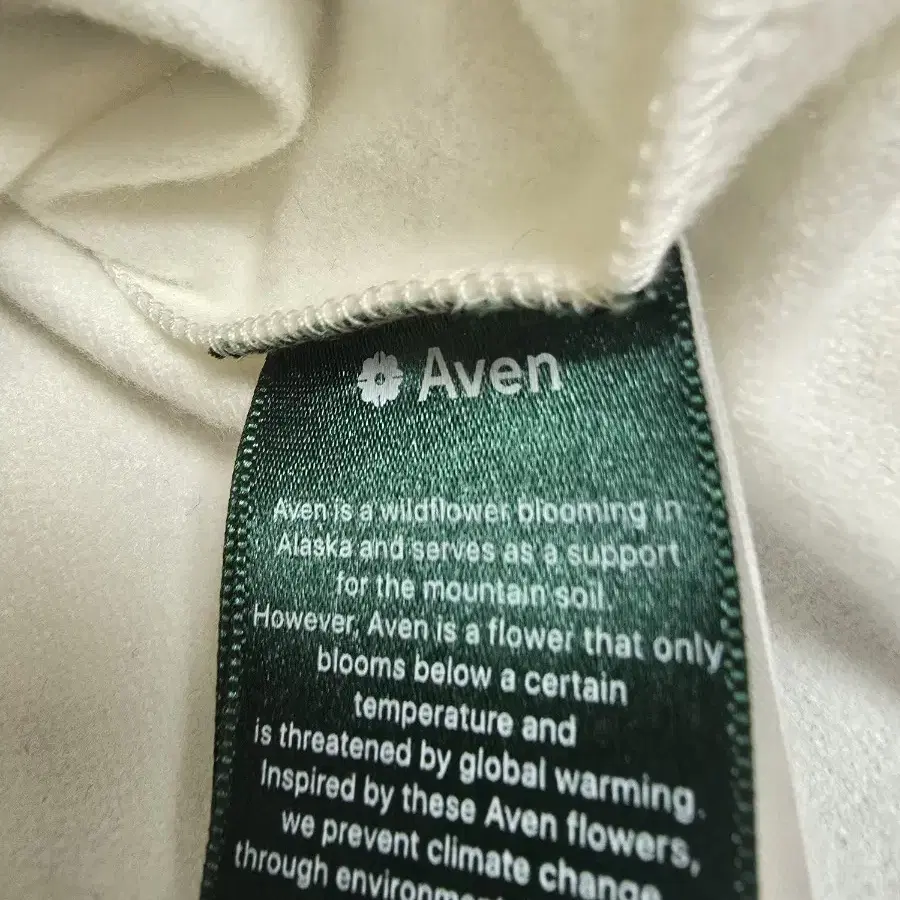 Aven
Aven is a wildflower blooming in
Alaska and serves as a support
for the mountain soil.
However, Aven is a flower that only
blooms below a certain
temperature and
is threatened by global warming.
Inspired by these Aven flowers,
we prevent climate change
through